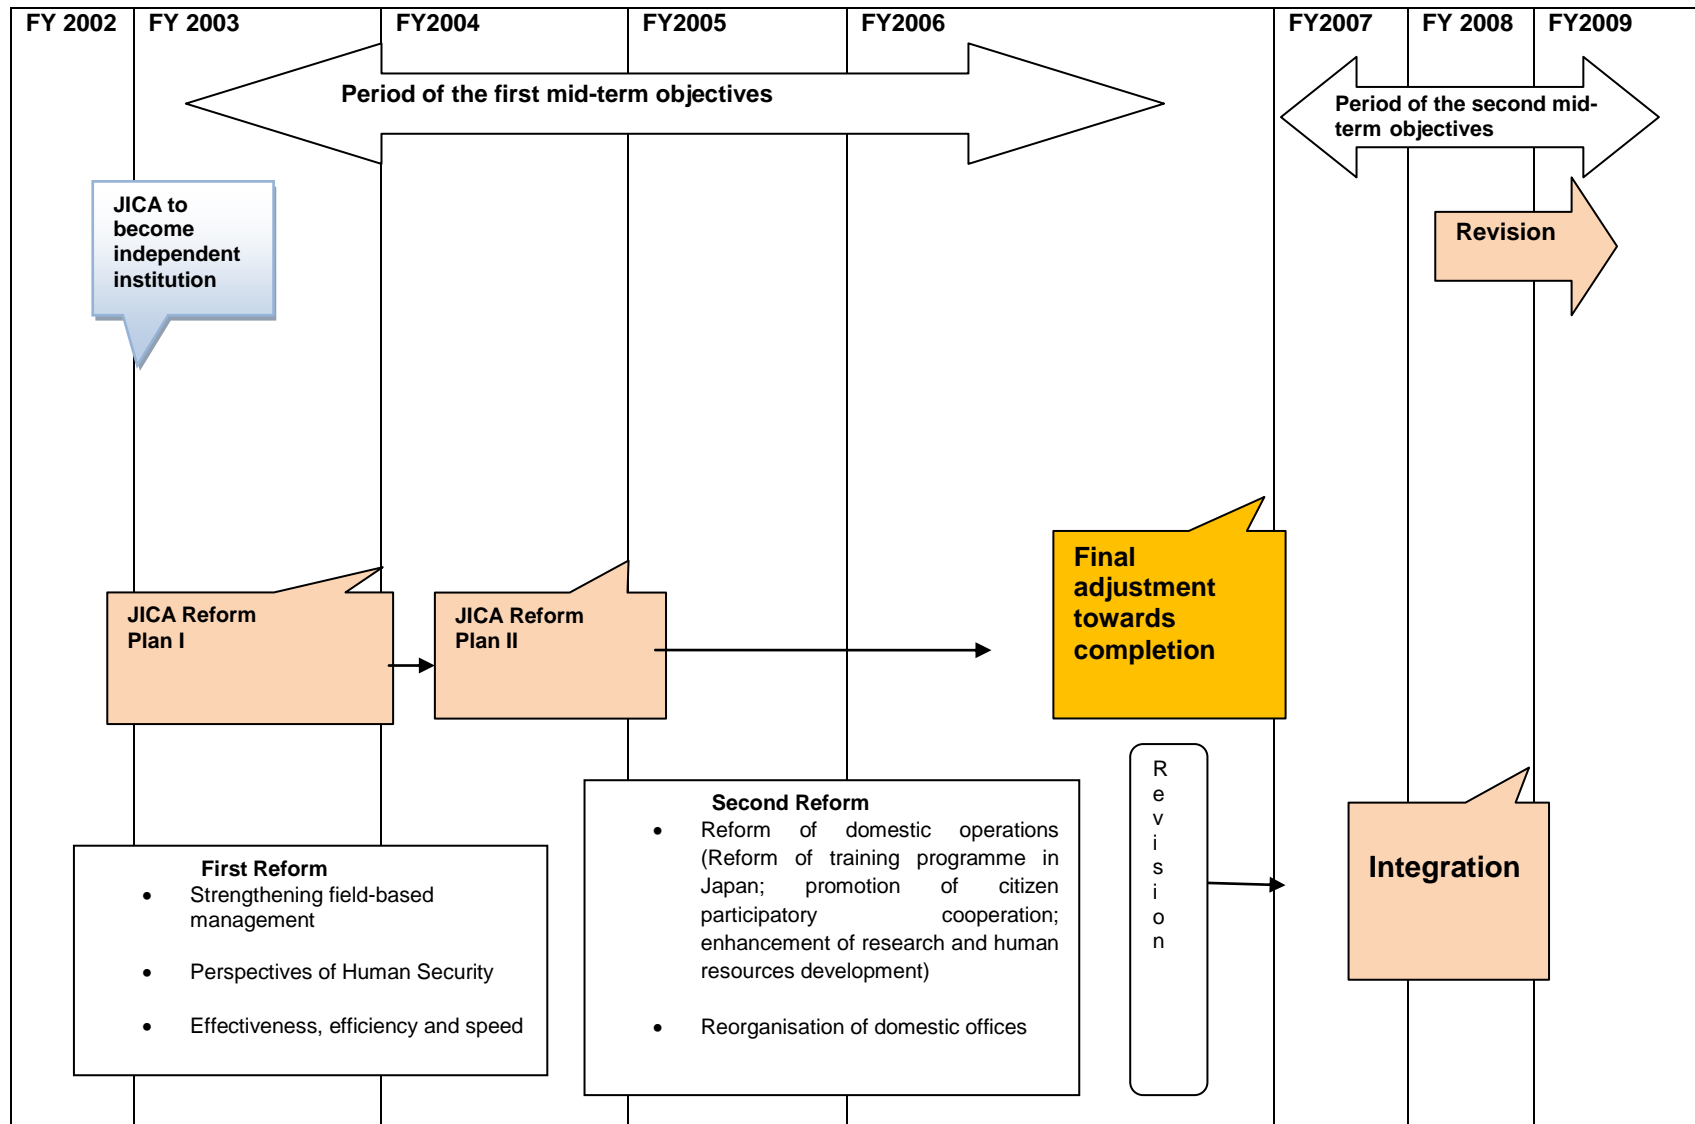 FY 2002 FY 2003 FY2004 FY2005 FY2006 FY2007 FY 2008 FY2009
Period of the first mid-term objectives
Period of the second mid-
term objectives
JICA to
become
independent
institution
Revision
Final
adjustment
towards
completion
JICA Reform
Plan I
JICA Reform
Plan II
First Reform
• Strengthening field-based
management
• Perspectives of Human Security
• Effectiveness, efficiency and speed
Second Reform
• Reform of domestic operations
(Reform of training programme in
Japan; promotion of citizen
participatory cooperation;
enhancement of research and human
resources development)
• Reorganisation of domestic offices
R
e
v
i
s
i
o
n
Integration